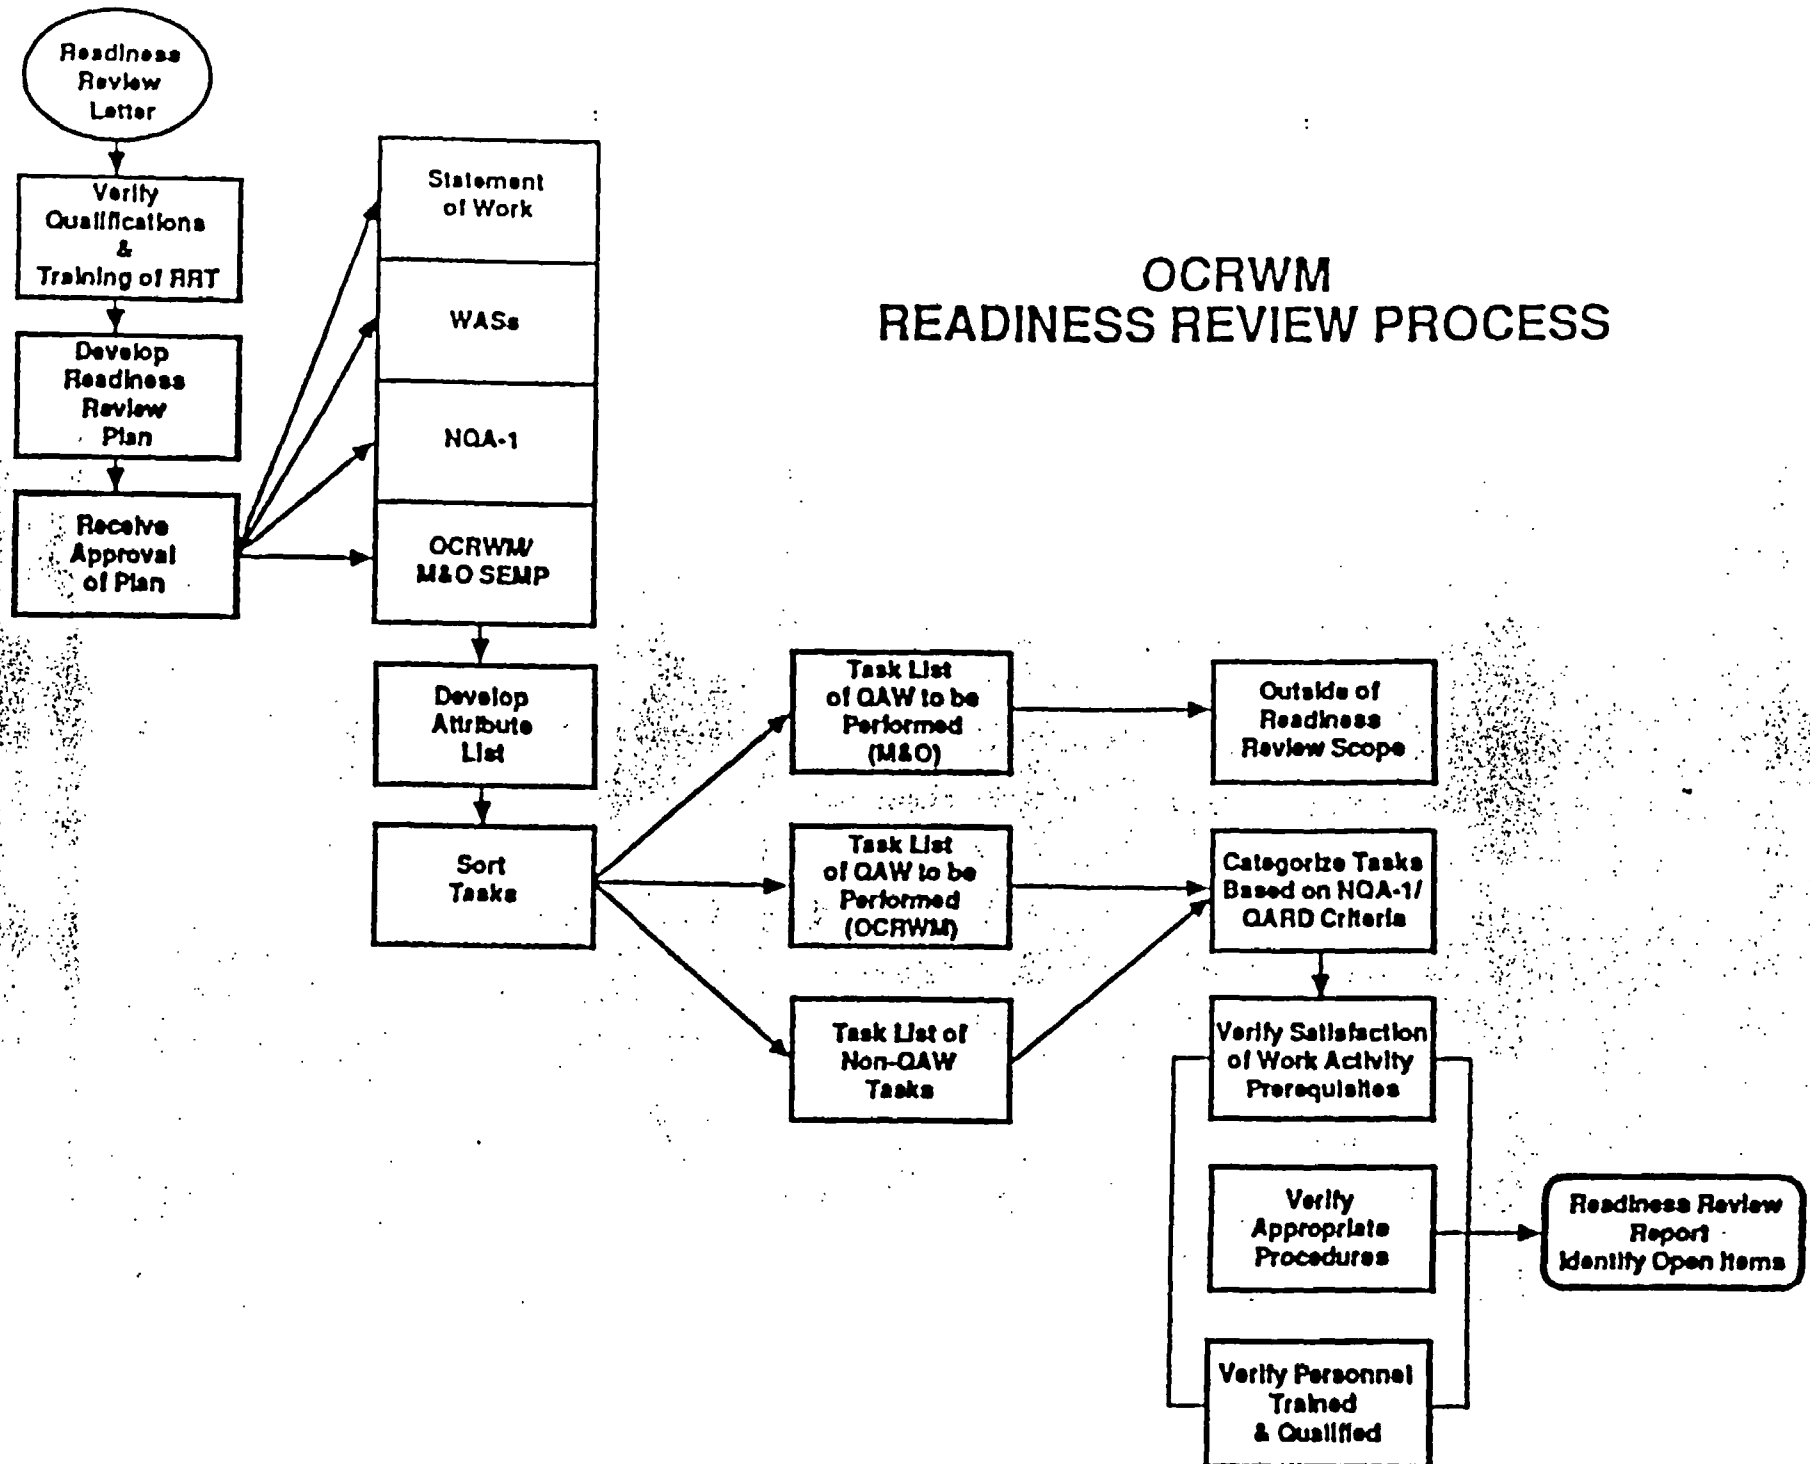 Readiness
Review
Letter
Verify
Qualifications
&
Training of RRT
Develop
Readiness
Review
Plan
Receive
Approval
of Plan
Statement
of Work
WASs
NQA-1
OCRWM/
M&O SEMP
Develop
Attribute
List
Sort
Tasks
OCRWM
READINESS REVIEW PROCESS
Task List
of QAW to be
Performed
(M&O)
Task List
of QAW to be
Performed
(OCRWM)
Task List of
Non-QAW
Tasks
Outside of
Readiness
Review Scope
Categorize Tasks
Based on NQA-1/
QARD Criteria
Verify Satisfaction
of Work Activity
Prerequisites
Verify
Appropriate
Procedures
Verify Personnel
Trained
& Qualified
Readiness Review
Report
Identify Open Items